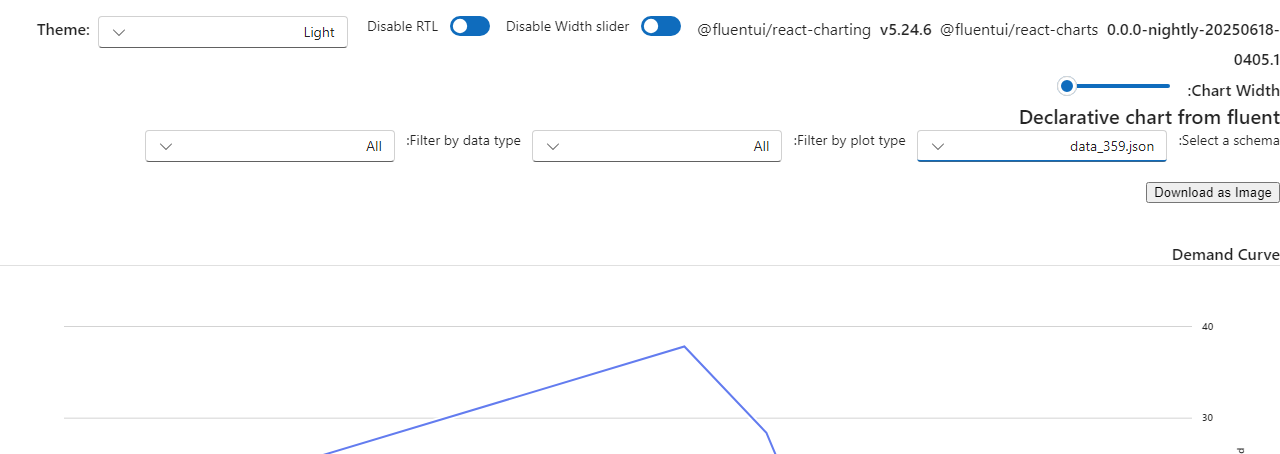 Theme: Light Disable RTL Disable Width slider @fluentui/react-charting v5.24.6 @fluentui/react-charts 0.0.0-nightly-20250618-
0405.1
:Chart Width
Declarative chart from fluent
:Select a schema data_359.json :Filter by plot type All :Filter by data type All
Download as Image
Demand Curve
40
30